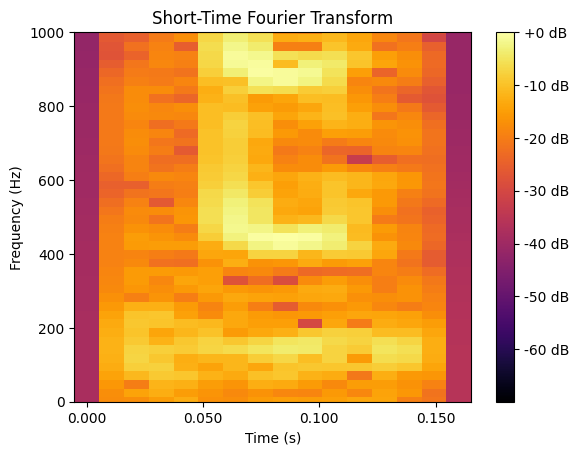 Short-Time Fourier Transform
1000
800
600
400
200
0
Frequency (Hz)
0.000
0.050
0.100
0.150
Time (s)
+0 dB
-10 dB
-20 dB
-30 dB
-40 dB
-50 dB
-60 dB